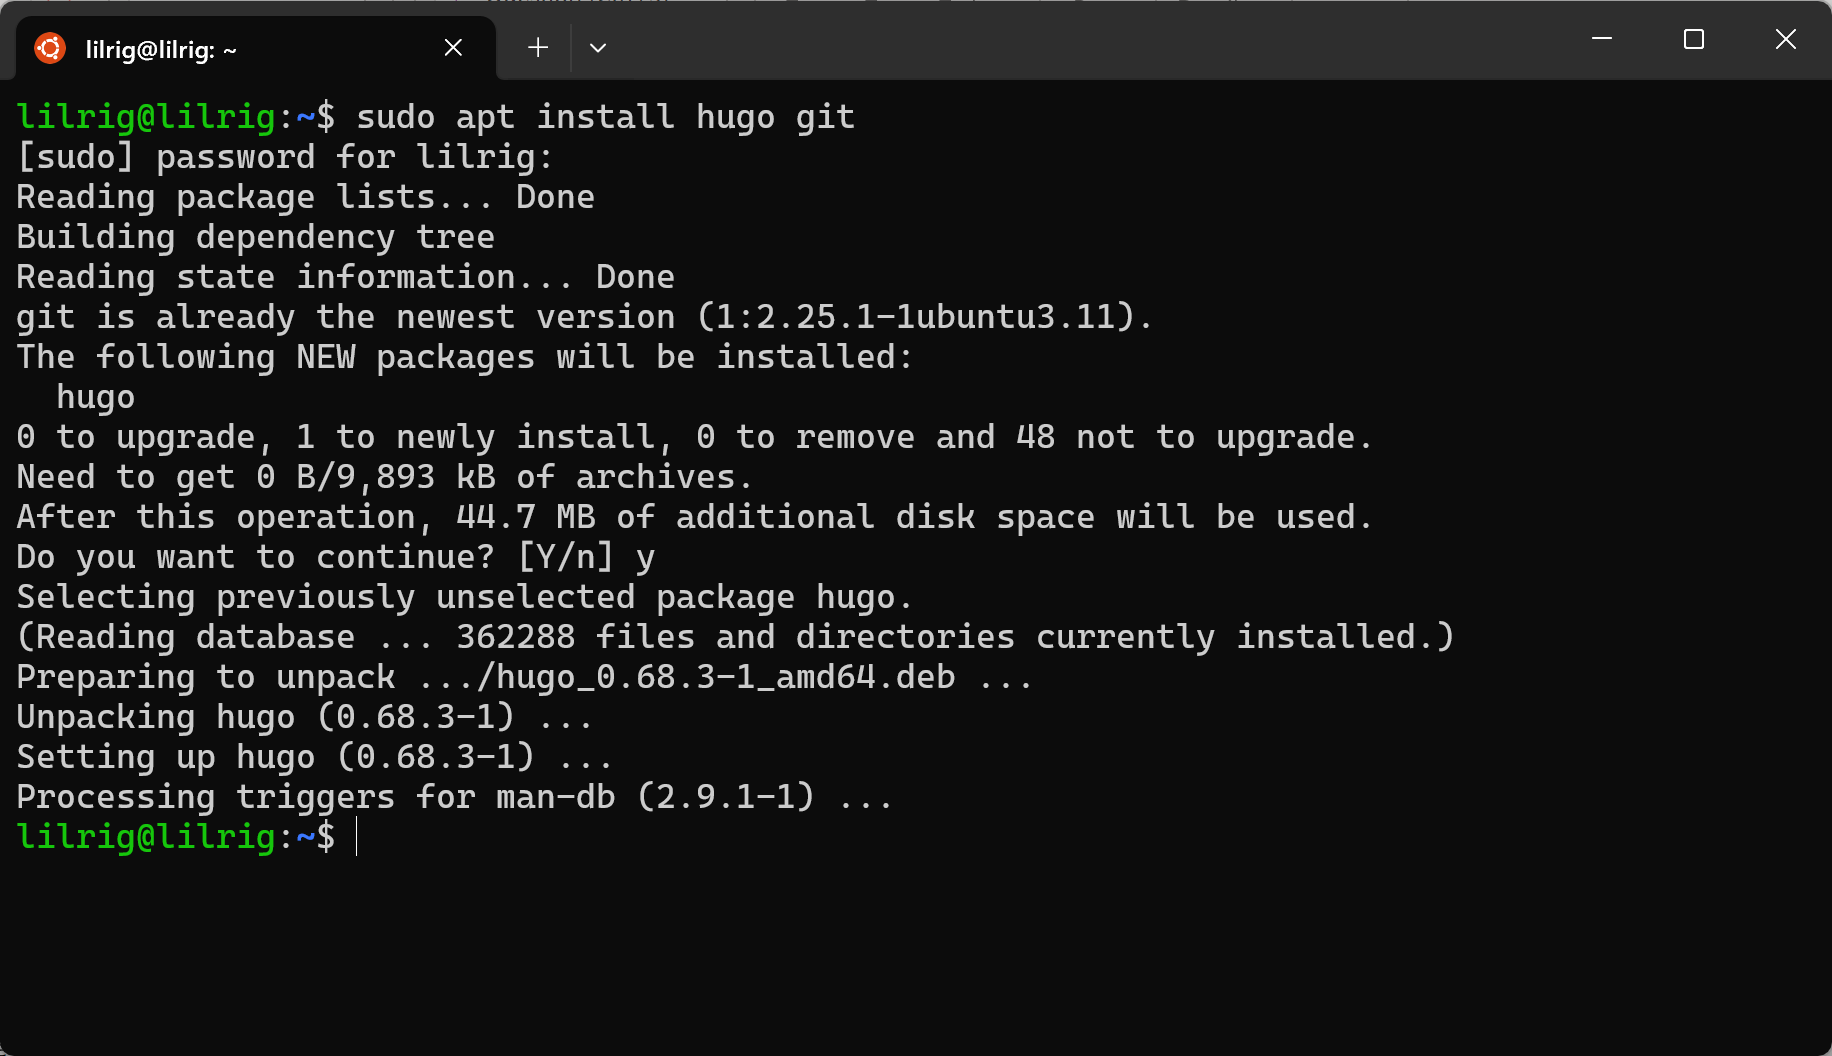 lilrig@lilrig: ~
lilrig@lilrig:~$ sudo apt install hugo git
[sudo] password for lilrig:
Reading package lists... Done
Building dependency tree
Reading state information... Done
git is already the newest version (1:2.25.1-1ubuntu3.11).
The following NEW packages will be installed:
  hugo
0 to upgrade, 1 to newly install, 0 to remove and 48 not to upgrade.
Need to get 0 B/9,893 kB of archives.
After this operation, 44.7 MB of additional disk space will be used.
Do you want to continue? [Y/n] y
Selecting previously unselected package hugo.
(Reading database ... 362288 files and directories currently installed.)
Preparing to unpack .../hugo_0.68.3-1_amd64.deb ...
Unpacking hugo (0.68.3-1) ...
Setting up hugo (0.68.3-1) ...
Processing triggers for man-db (2.9.1-1) ...
lilrig@lilrig:~$